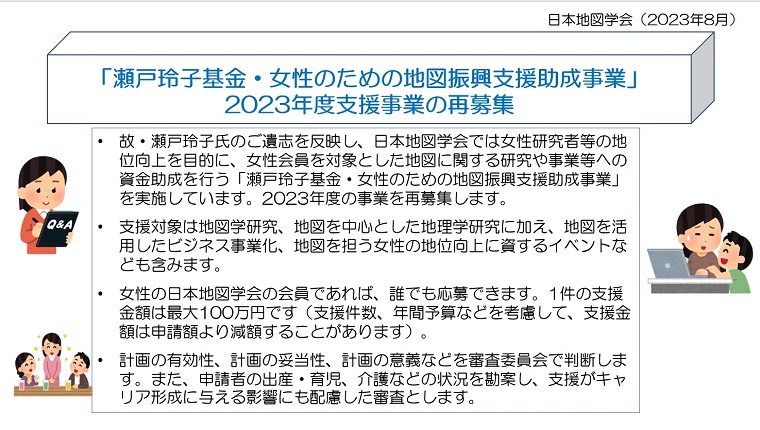 日本地図学会（2023年8月）
「瀬戸玲子基金・女性のための地図振興支援助成事業」
2023年度支援事業の再募集
• 故・瀬戸玲子氏のご遺志を反映し、日本地図学会では女性研究者等の地
位向上を目的に、女性会員を対象とした地図に関する研究や事業等への
資金助成を行う「瀬戸玲子基金・女性のための地図振興支援助成事業」
を実施しています。2023年度の事業を再募集します。
• 支援対象は地図学研究、地図を中心とした地理学研究に加え、地図を活
用したビジネス事業化、地図を担う女性の地位向上に資するイベントな
ども含みます。
• 女性の日本地図学会の会員であれば、誰でも応募できます。1件の支援
金額は最大100万円です（支援件数、年間予算などを考慮して、支援金
額は申請額より減額することがあります）。
• 計画の有効性、計画の妥当性、計画の意義などを審査委員会で判断しま
す。また、申請者の出産・育児、介護などの状況を勘案し、支援がキャ
リア形成に与える影響にも配慮した審査とします。
Q&A